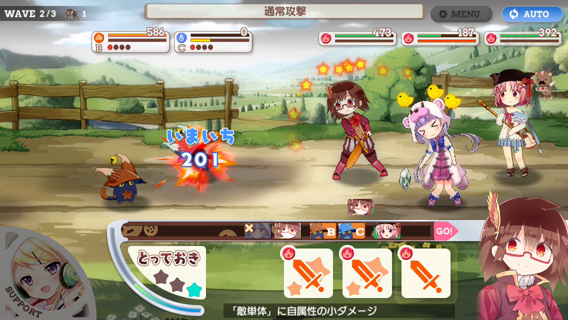 WAVE 2/3 1
通常攻撃
MENU
AUTO
B 586
C 0
473
187
392
いまいち
201
B C GO!
とっておき
SUPPORT
「敵単体」に自属性の小ダメージ